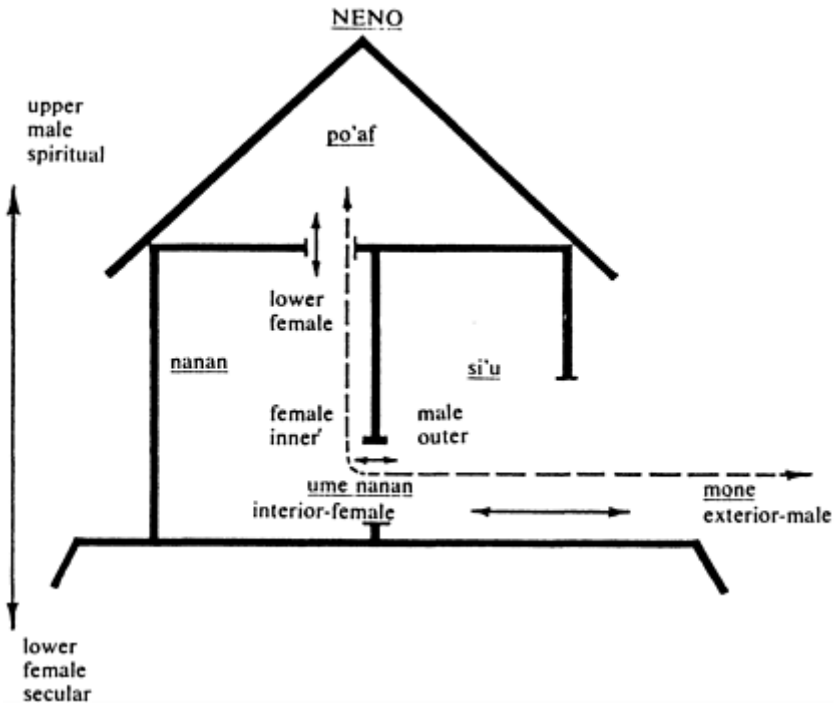 NENO
upper
male
spiritual
po'af
lower
female
nanan
si'u
female
inner'
male
outer
ume nanan
interior-female
mone
exterior-male
lower
female
secular